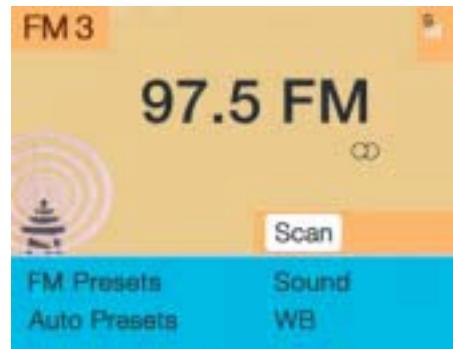 FM 3
S
97.5 FM
Scan
FM Presets Sound
Auto Presets WB